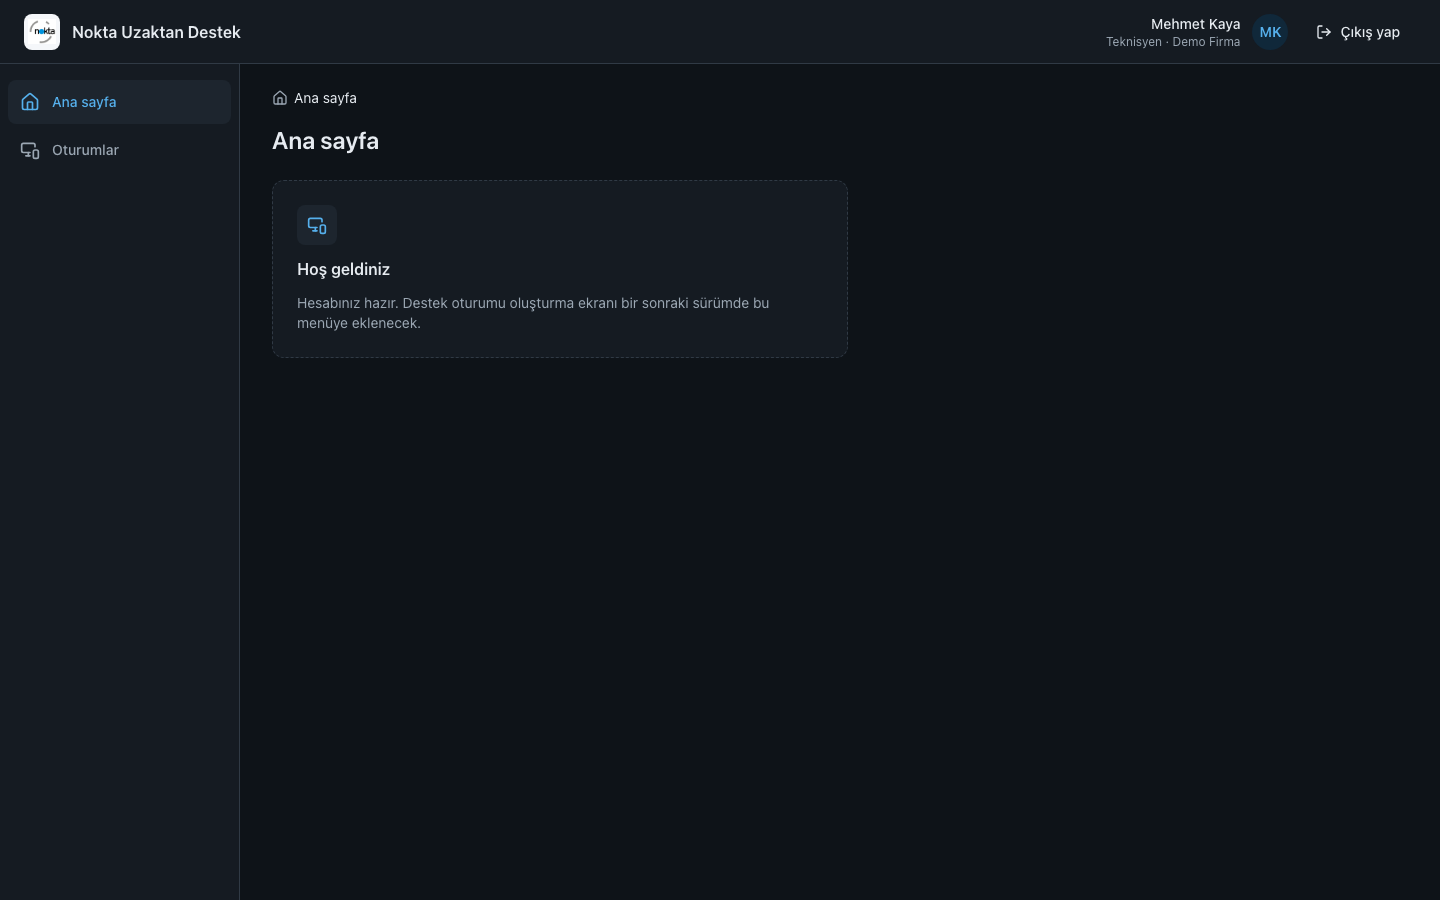 nokta
Nokta Uzaktan Destek
Mehmet Kaya
Teknisyen · Demo Firma
MK
Çıkış yap
Ana sayfa
Oturumlar
Ana sayfa
Ana sayfa
Hoş geldiniz
Hesabınız hazır. Destek oturumu oluşturma ekranı bir sonraki sürümde bu
menüye eklenecek.